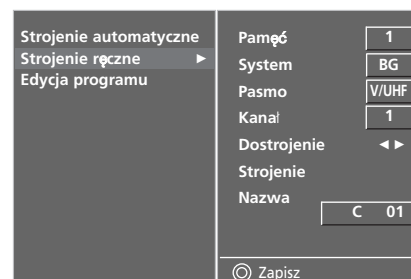 Strojenie automatyczne
Strojenie ręczne ►
Edycja programu
Pamęć 1
System BG
Pasmo V/UHF
Kanał 1
Dostrojenie ◄ ►
Strojenie
Nazwa
C 01
Zapisz